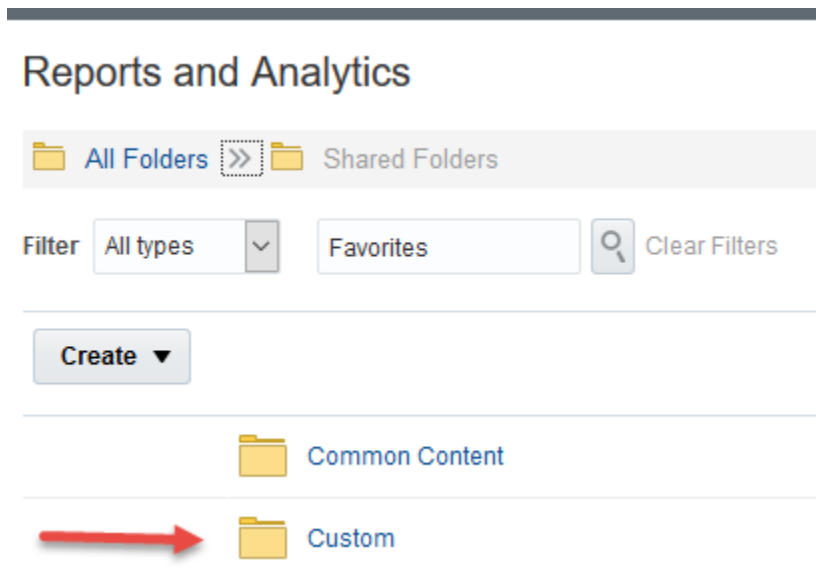 Reports and Analytics
All Folders » Shared Folders
Filter All types Favorites Clear Filters
Create ▼
Common Content
Custom